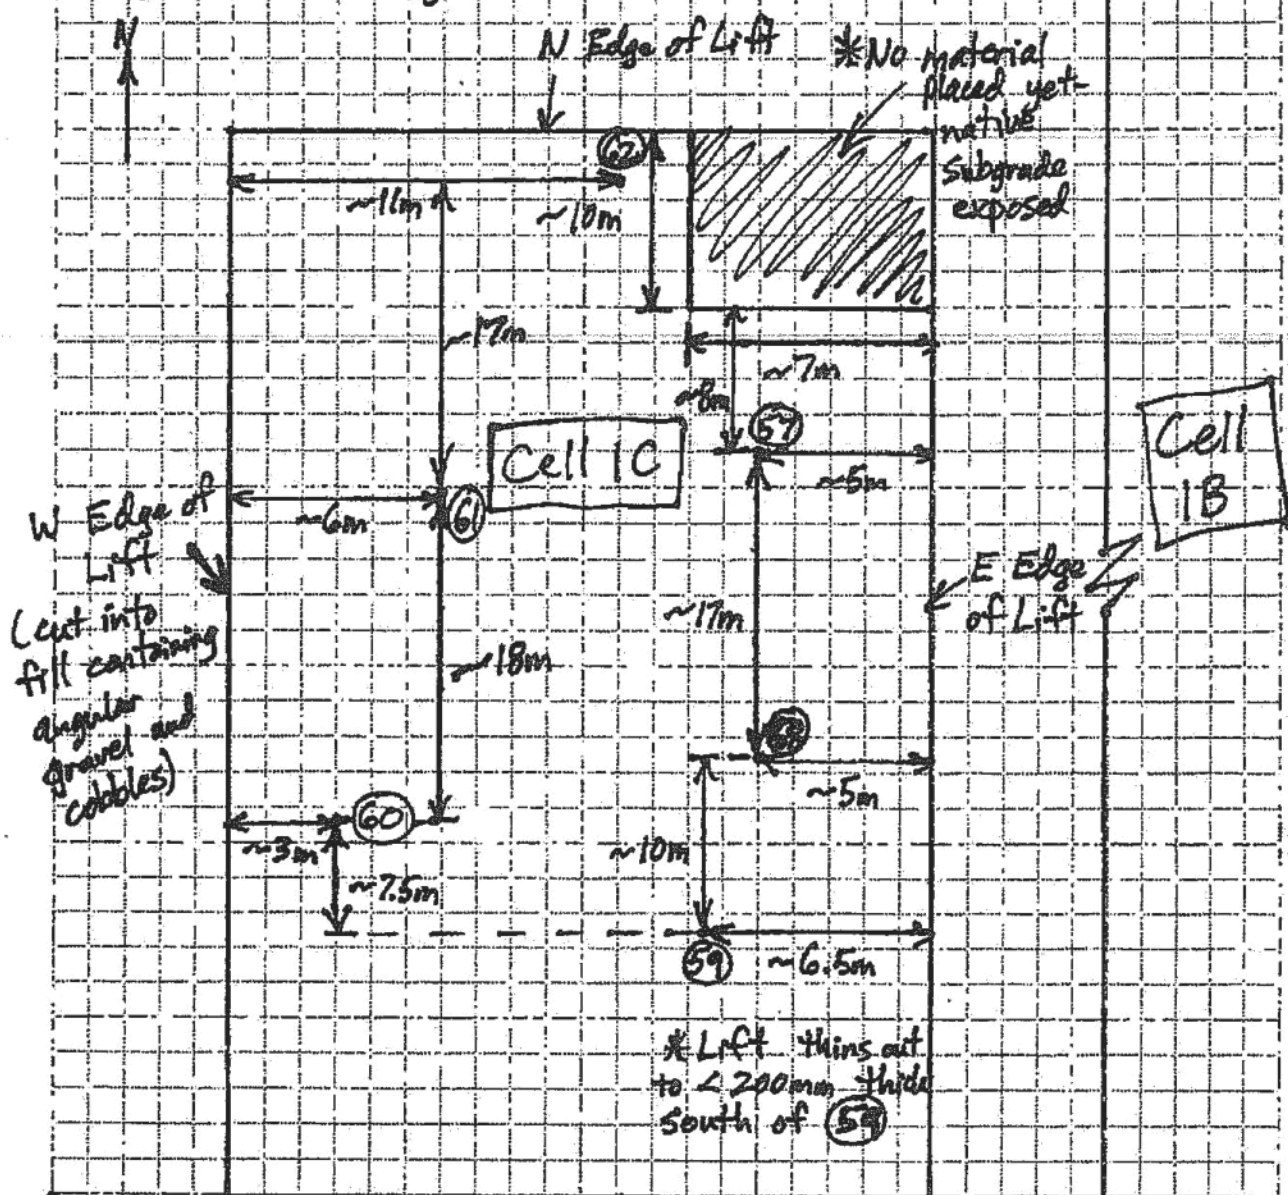 N
N Edge of Lift
*No material
placed yet-
native
subgrade
exposed
62
~11m
~10m
~17m
~7m
~8m
57
Cell 1C
~5m
Cell
1B
~6m
61
W Edge of
Lift
(cut into
fill containing
angular
gravel and
cobbles)
E Edge
of Lift
~17m
~18m
58
~5m
60
~3m
~10m
~7.5m
59
~6.5m
*Lift thins out
to <200mm thick
south of 59